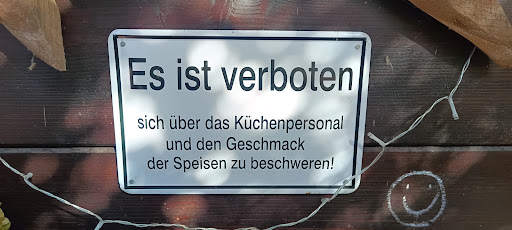 Es ist verboten
sich über das Küchenpersonal
und den Geschmack
der Speisen zu beschweren!